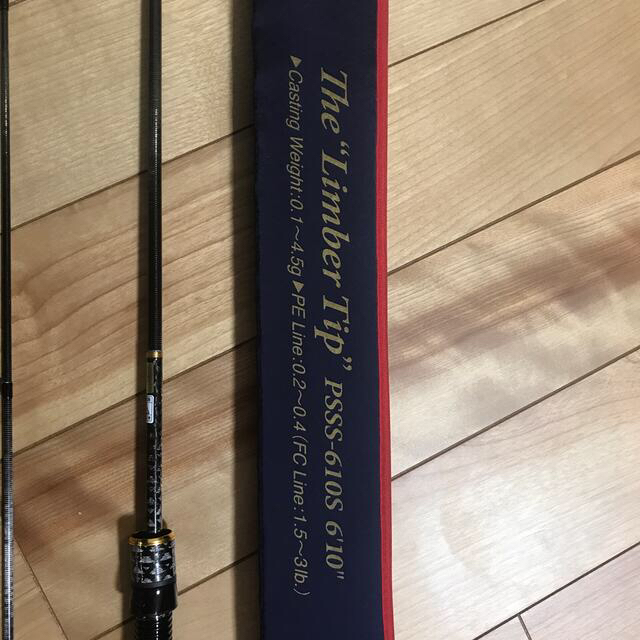 The “Limber Tip” PSSS-610S 6'10"
▶Casting Weight:0.1～4.5g ▶PE Line:0.2～0.4 (FC Line:1.5～3lb.)